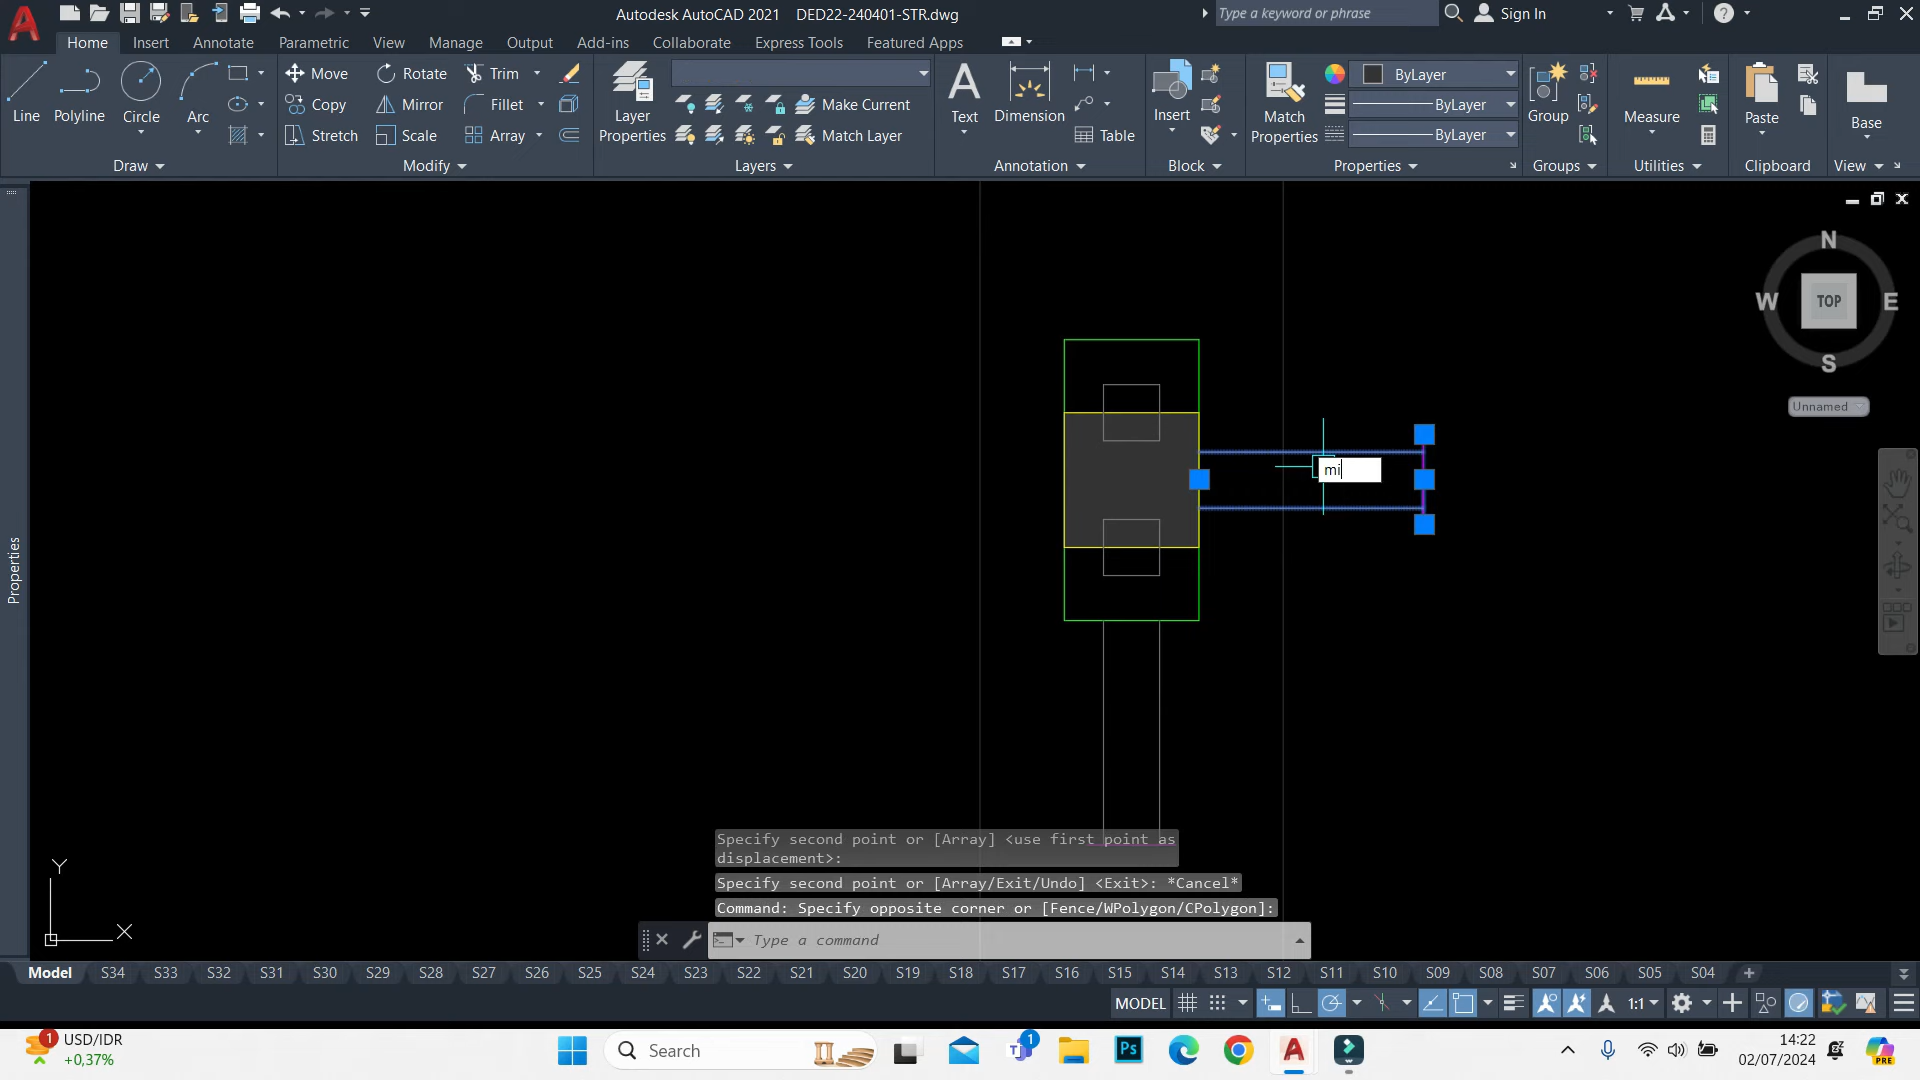 Autodesk AutoCAD 2021 DED22-240401-STR.dwg
Type a keyword or phrase
Sign In
Home Insert Annotate Parametric View Manage Output Add-ins Collaborate Express Tools Featured Apps
Line
Polyline
Circle
Arc
Draw
Move
Rotate
Trim
Copy
Mirror
Fillet
Stretch
Scale
Array
Modify
Layer
Properties
Make Current
Match Layer
Layers
Text
Dimension
Table
Annotation
Insert
Block
Match
Properties
ByLayer
ByLayer
ByLayer
Properties
Group
Groups
Measure
Utilities
Paste
Clipboard
Base
View
N
W
TOP
E
S
Unnamed
mi
Properties
Y
X
Specify second point or [Array] <use first point as
displacement>:
Specify second point or [Array/Exit/Undo] <Exit>: *Cancel*
Command: Specify opposite corner or [Fence/WPolygon/CPolygon]:
Type a command
Model S34 S33 S32 S31 S30 S29 S28 S27 S26 S25 S24 S23 S22 S21 S20 S19 S18 S17 S16 S15 S14 S13 S12 S11 S10 S09 S08 S07 S06 S05 S04
MODEL
1:1
1
USD/IDR
+0,37%
Search
1
Ps
14:22
02/07/2024
PRE